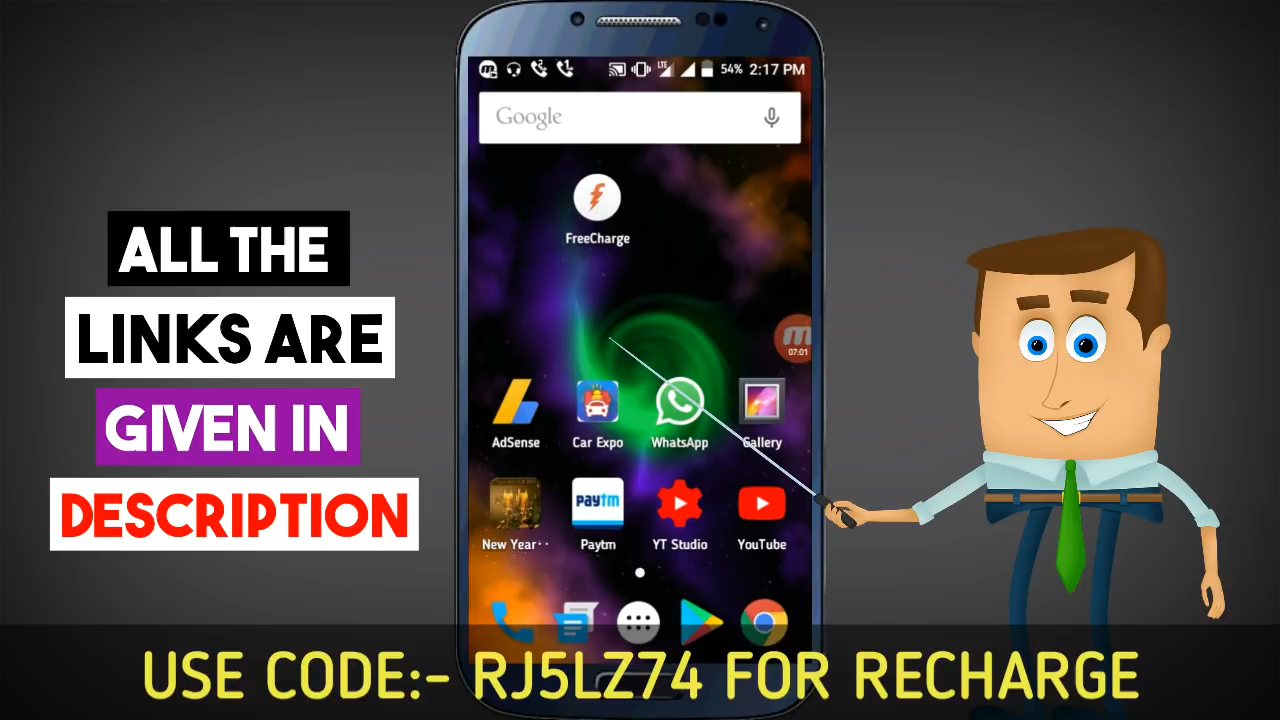 LTE 54% 2:17 PM
Google
FreeCharge
ALL THE
LINKS ARE
GIVEN IN
DESCRIPTION
07:01
AdSense Car Expo WhatsApp Gallery
paytm
New Year·· Paytm YT Studio YouTube
USE CODE:- RJ5LZ74 FOR RECHARGE